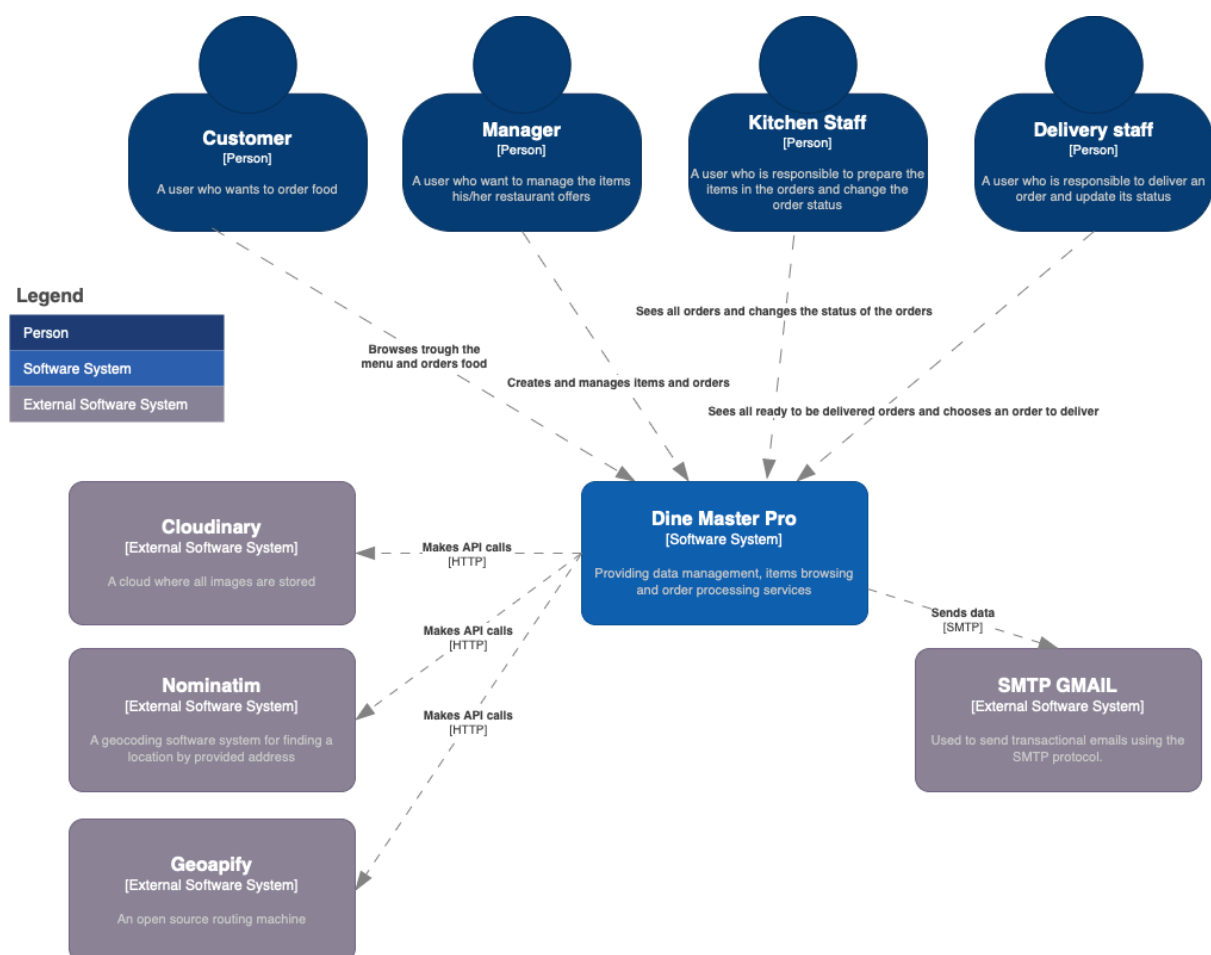 Customer
[Person]
A user who wants to order food
Manager
[Person]
A user who want to manage the items
his/her restaurant offers
Kitchen Staff
[Person]
A user who is responsible to prepare the
items in the orders and change the
order status
Delivery staff
[Person]
A user who is responsible to deliver an
order and update its status
Legend
Person
Software System
External Software System
Browses trough the
menu and orders food
Creates and manages items and orders
Sees all orders and changes the status of the orders
Sees all ready to be delivered orders and chooses an order to deliver
Dine Master Pro
[Software System]
Providing data management, items browsing
and order processing services
Cloudinary
[External Software System]
A cloud where all images are stored
Makes API calls
[HTTP]
Nominatim
[External Software System]
A geocoding software system for finding a
location by provided address
Makes API calls
[HTTP]
Geoapify
[External Software System]
An open source routing machine
Makes API calls
[HTTP]
Sends data
[SMTP]
SMTP GMAIL
[External Software System]
Used to send transactional emails using the
SMTP protocol.